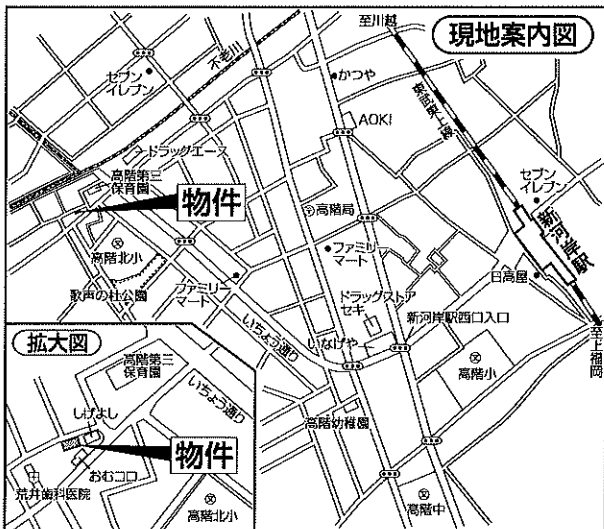 現地案内図
至川越
不老川
セブン
イレブン
かつや
東武東上線
AOKI
ドラッグエース
高階第三
保育園
物件
セブン
イレブン
新河岸駅
高階局
高階北小
ファミリー
マート
歌声の杜公園
ファミリー
マート
日高屋
ドラッグストア
セキ
いちょう通り
いなげや
新河岸駅西口入口
至上福岡
高階小
高階幼稚園
高階中
拡大図
高階第三
保育園
いちょう通り
しげよし
物件
おむコロ
荒井歯科医院
高階北小